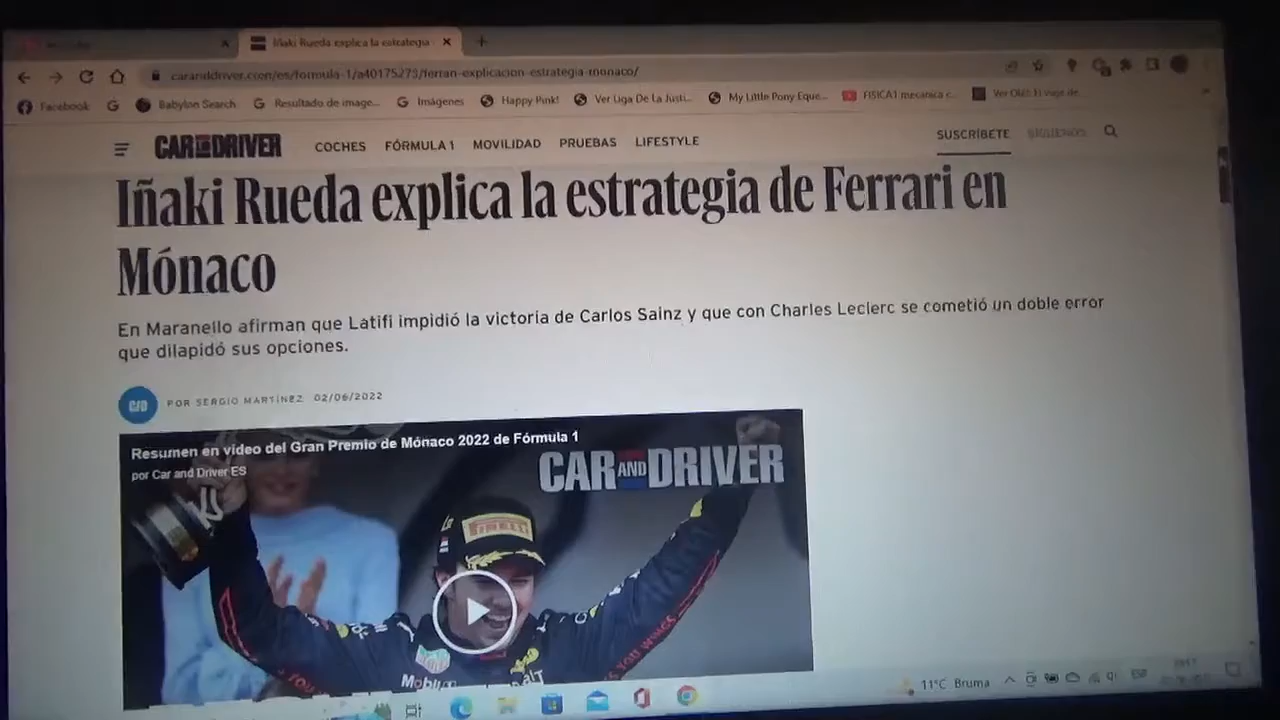 Iñaki Rueda explica la estrategia
caranddriver.com/es/formula-1/a40175273/ferrari-explicacion-estrategia-monaco/
Facebook Babylon Search Resultado de image... Imágenes Happy Pink! Ver Liga De La Justi... My Little Pony Eque... FISICA1 mecanica c...
CAR AND DRIVER COCHES FÓRMULA 1 MOVILIDAD PRUEBAS LIFESTYLE SUSCRÍBETE SÍGUENOS
Iñaki Rueda explica la estrategia de Ferrari en
Mónaco
En Maranello afirman que Latifi impidió la victoria de Carlos Sainz y que con Charles Leclerc se cometió un doble error
que dilapidó sus opciones.
C/D POR SERGIO MARTÍNEZ 02/06/2022
Resumen en vídeo del Gran Premio de Mónaco 2022 de Fórmula 1
por Car and Driver ES
CAR AND DRIVER
PIRELLI
YOU WINGS
Mobil
11°C Bruma